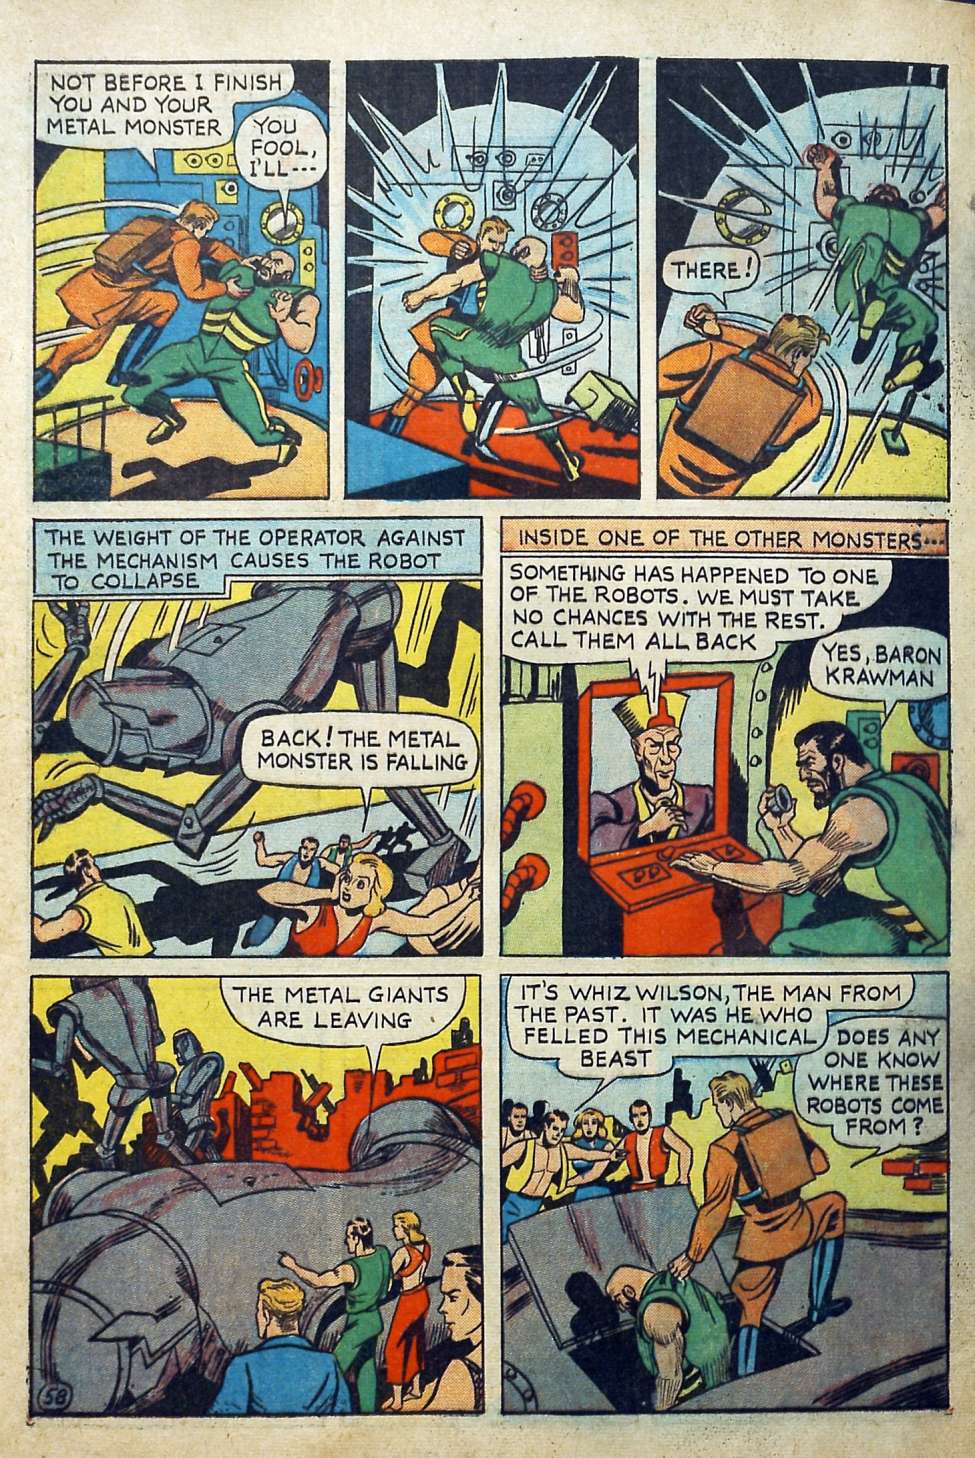 NOT BEFORE I FINISH
YOU AND YOUR
METAL MONSTER
YOU
FOOL,
I'LL---
THERE!
THE WEIGHT OF THE OPERATOR AGAINST
THE MECHANISM CAUSES THE ROBOT
TO COLLAPSE
BACK! THE METAL
MONSTER IS FALLING
INSIDE ONE OF THE OTHER MONSTERS...
SOMETHING HAS HAPPENED TO ONE
OF THE ROBOTS. WE MUST TAKE
NO CHANCES WITH THE REST.
CALL THEM ALL BACK
YES, BARON
KRAWMAN
THE METAL GIANTS
ARE LEAVING
58
IT'S WHIZ WILSON, THE MAN FROM
THE PAST. IT WAS HE WHO
FELLED THIS MECHANICAL
BEAST
DOES ANY
ONE KNOW
WHERE THESE
ROBOTS COME
FROM?